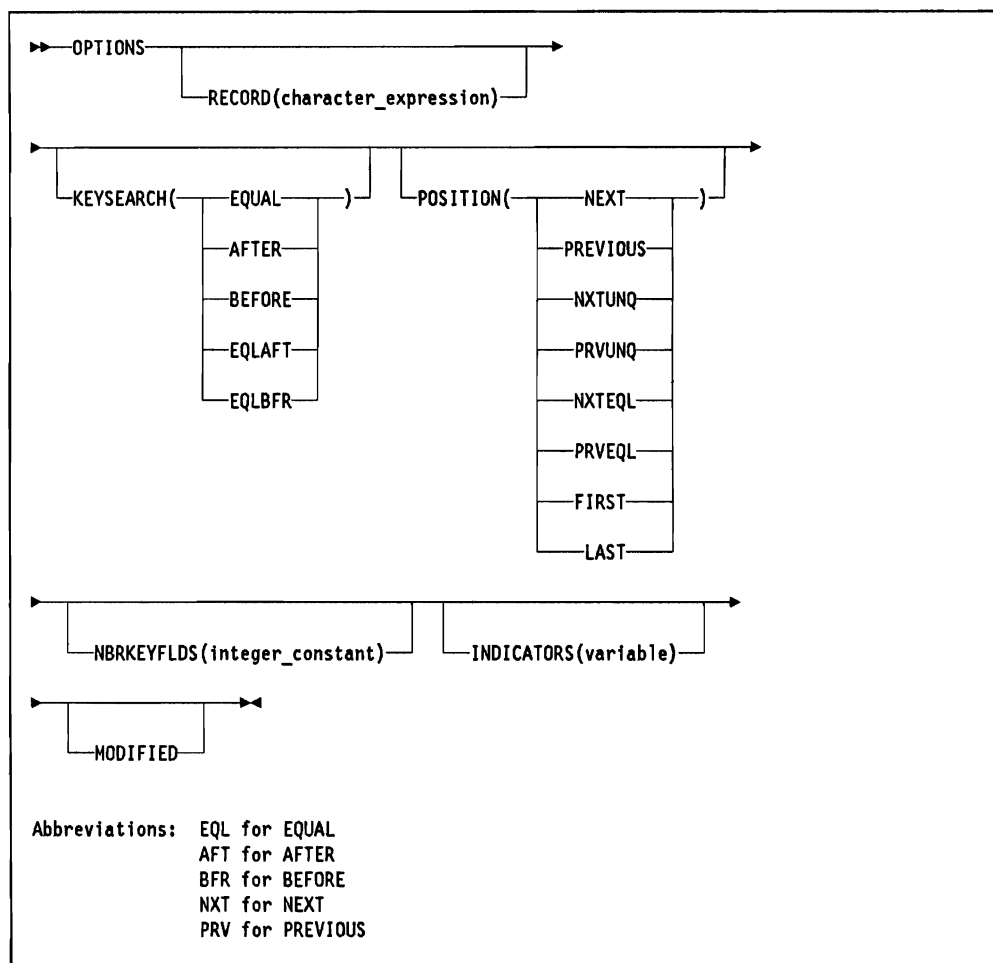 OPTIONS
RECORD(character_expression)
KEYSEARCH( EQUAL ) POSITION( NEXT )
AFTER PREVIOUS
BEFORE NXTUNQ
EQLAFT PRVUNQ
EQLBFR NXTEQL
PRVEQL
FIRST
LAST
NBRKEYFLDS(integer_constant) INDICATORS(variable)
MODIFIED
Abbreviations: EQL for EQUAL
AFT for AFTER
BFR for BEFORE
NXT for NEXT
PRV for PREVIOUS